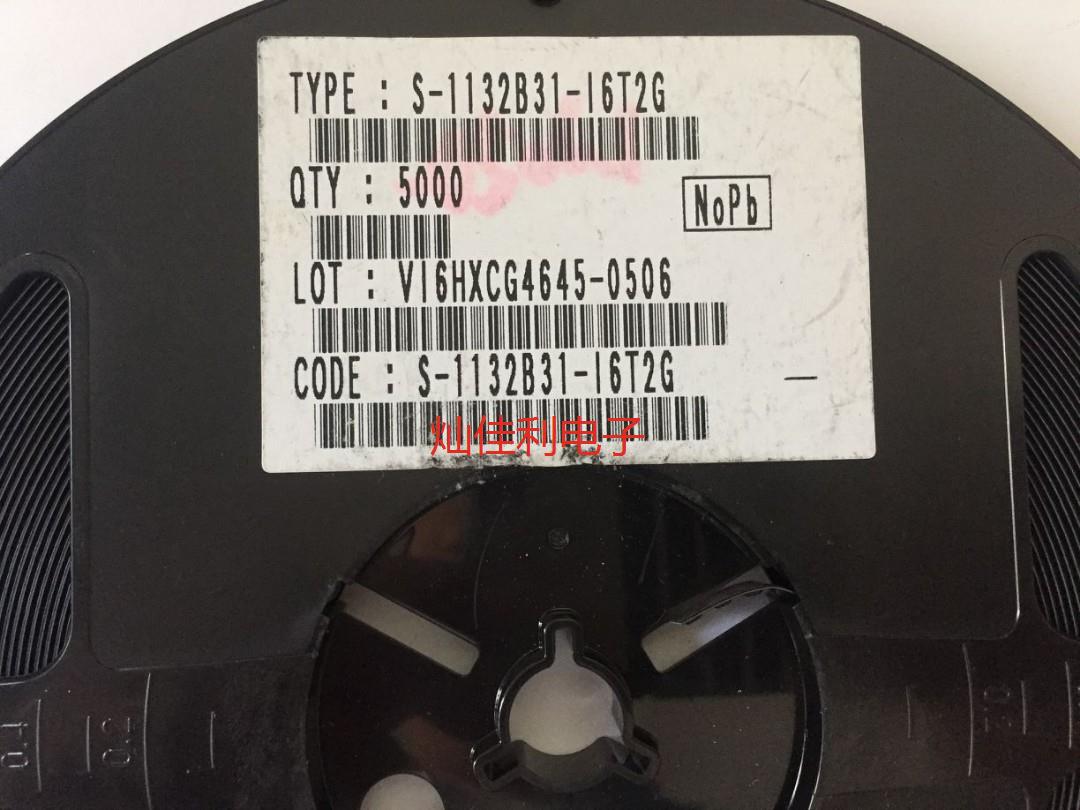 TYPE : S-1132B31-I6T2G
QTY : 5000
NoPb
LOT : VI6HXCG4645-0506
CODE : S-1132B31-I6T2G
灿佳利电子